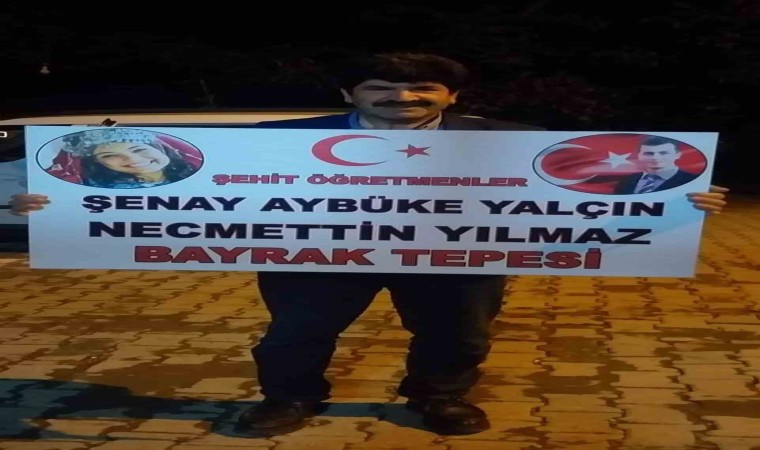 ŞEHİT ÖĞRETMENLER
ŞENAY AYBÜKE YALÇIN
NECMETTİN YILMAZ
BAYRAK TEPESİ